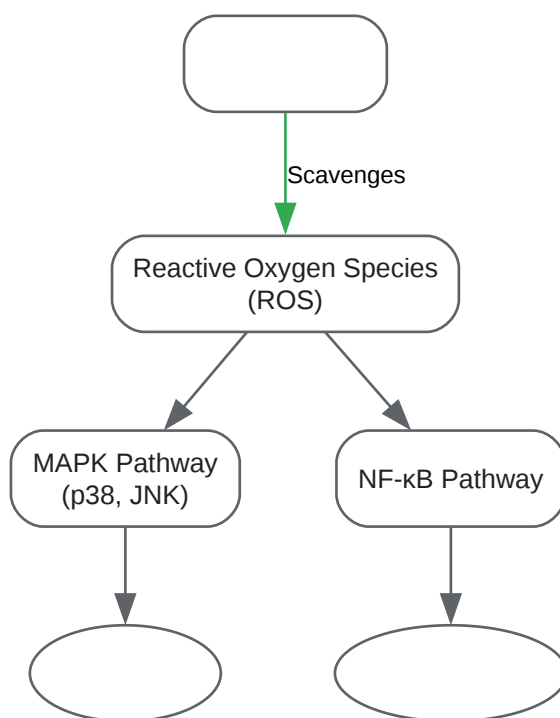 Scavenges
Reactive Oxygen Species
(ROS)
MAPK Pathway
(p38, JNK)
NF-κB Pathway